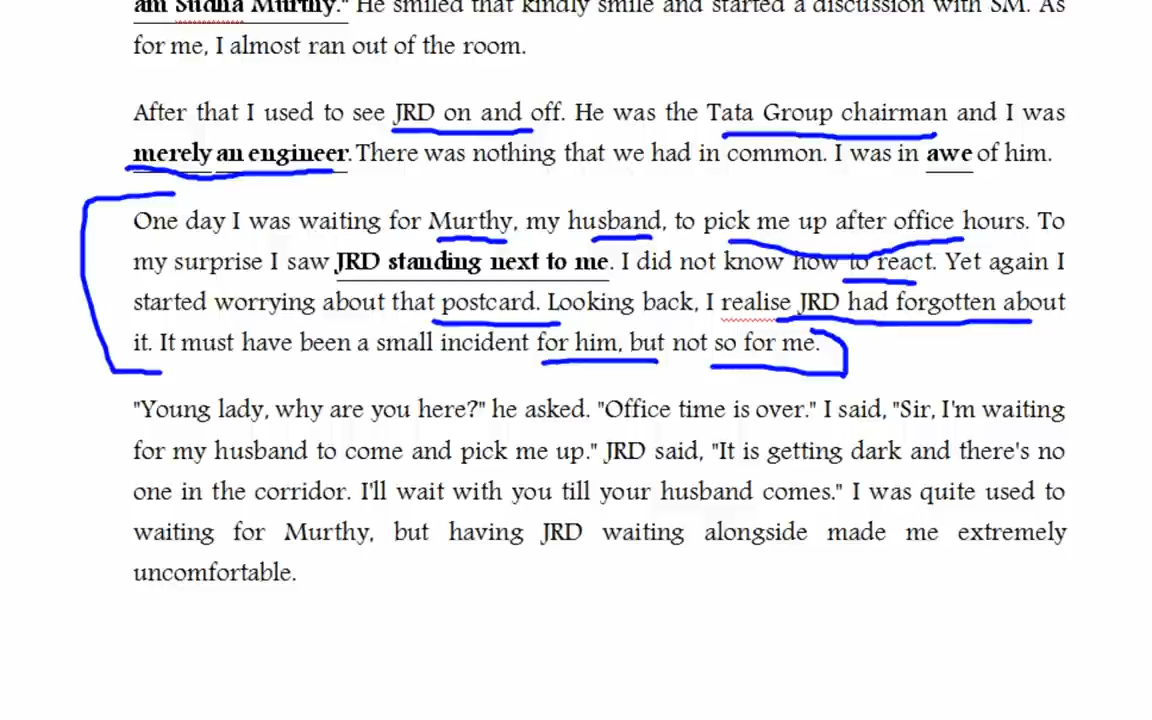 am Sudha Murthy." He smiled that kindly smile and started a discussion with SM. As
for me, I almost ran out of the room.
After that I used to see JRD on and off. He was the Tata Group chairman and I was
merely an engineer. There was nothing that we had in common. I was in awe of him.
One day I was waiting for Murthy, my husband, to pick me up after office hours. To
my surprise I saw JRD standing next to me. I did not know how to react. Yet again I
started worrying about that postcard. Looking back, I realise JRD had forgotten about
it. It must have been a small incident for him, but not so for me.
"Young lady, why are you here?" he asked. "Office time is over." I said, "Sir, I'm waiting
for my husband to come and pick me up." JRD said, "It is getting dark and there's no
one in the corridor. I'll wait with you till your husband comes." I was quite used to
waiting for Murthy, but having JRD waiting alongside made me extremely
uncomfortable.